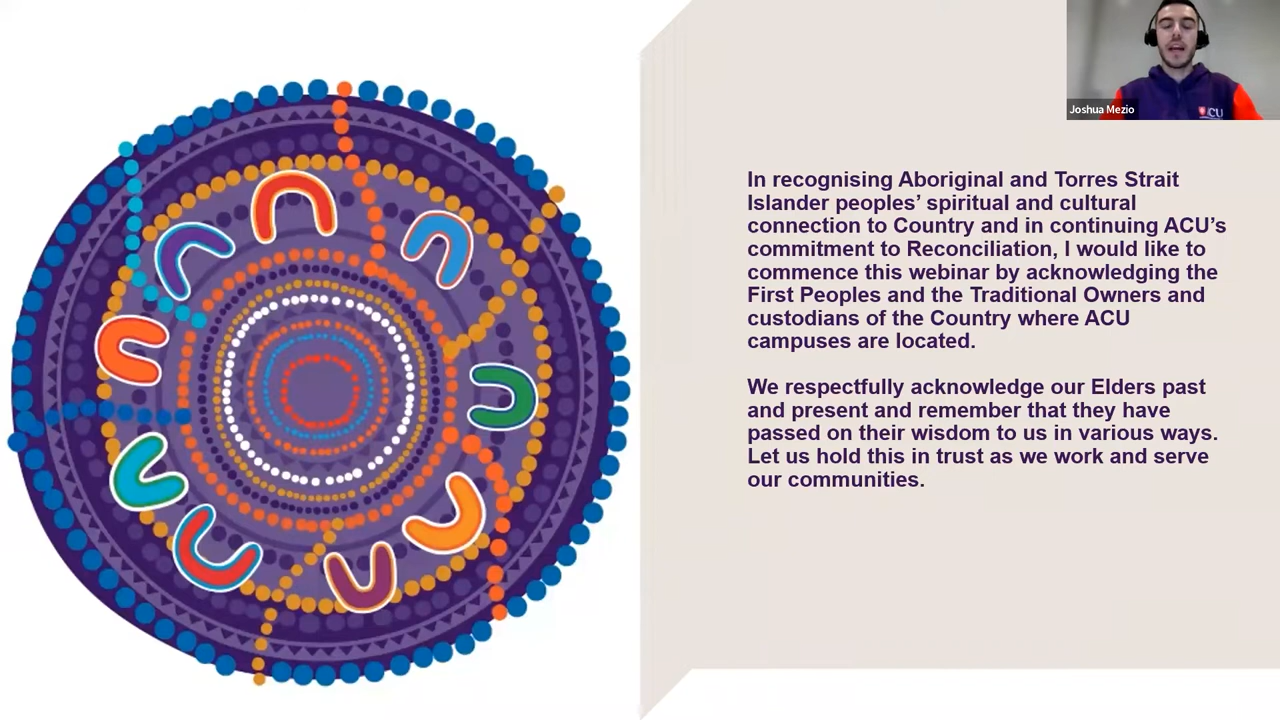 CU
Joshua Mezio
In recognising Aboriginal and Torres Strait
Islander peoples’ spiritual and cultural
connection to Country and in continuing ACU’s
commitment to Reconciliation, I would like to
commence this webinar by acknowledging the
First Peoples and the Traditional Owners and
custodians of the Country where ACU
campuses are located.
We respectfully acknowledge our Elders past
and present and remember that they have
passed on their wisdom to us in various ways.
Let us hold this in trust as we work and serve
our communities.